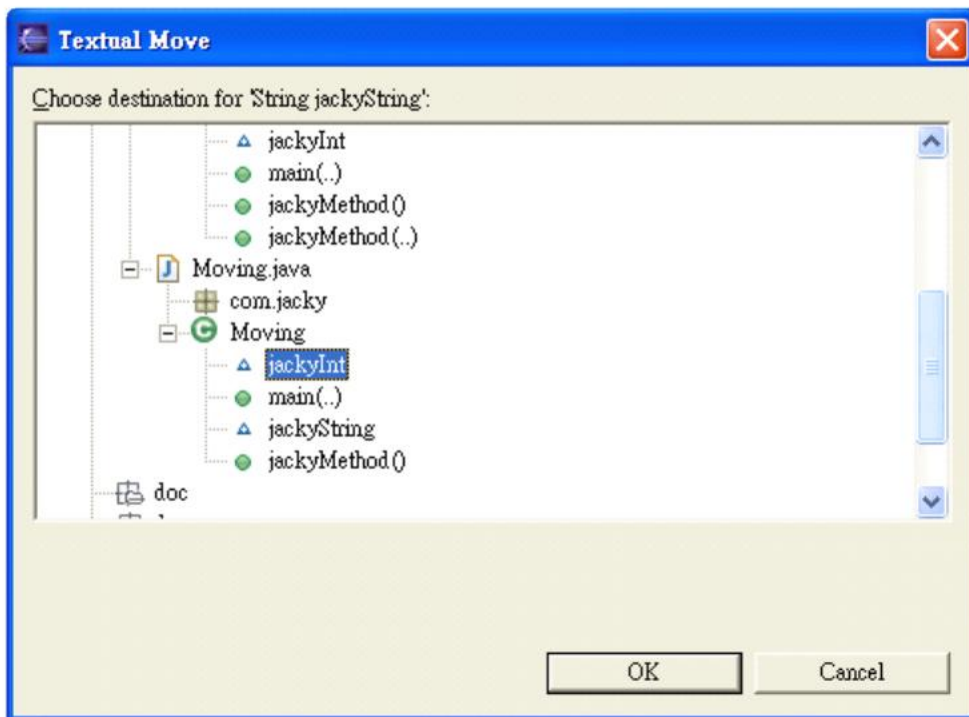 Textual Move
Choose destination for 'String jackyString':
jackyInt
main(..)
jackyMethod()
jackyMethod(..)
Moving.java
com.jacky
Moving
jackyInt
main(..)
jackyString
jackyMethod()
doc
OK Cancel